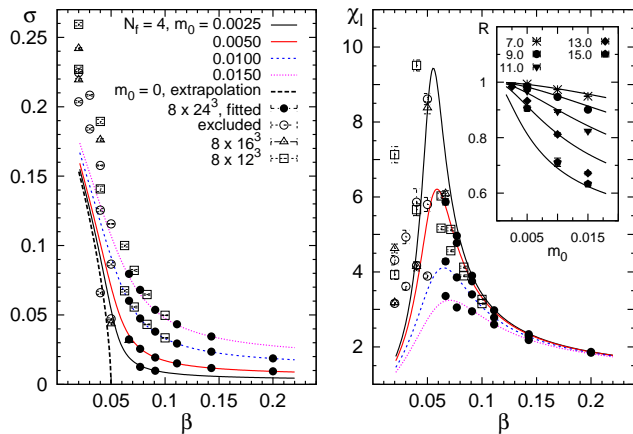 σ
N_f = 4, m_0 = 0.0025
0.0050
0.0100
0.0150
m_0 = 0, extrapolation
8 x 24^3, fitted
excluded
8 x 16^3
8 x 12^3
0.25
0.2
0.15
0.1
0.05
0
0 0.05 0.1 0.15 0.2
β
χ_l
10
8
6
4
2
0 0.05 0.1 0.15 0.2
β
R
7.0 13.0
9.0 15.0
11.0
1
0.8
0.6
0.005 0.015
m_0